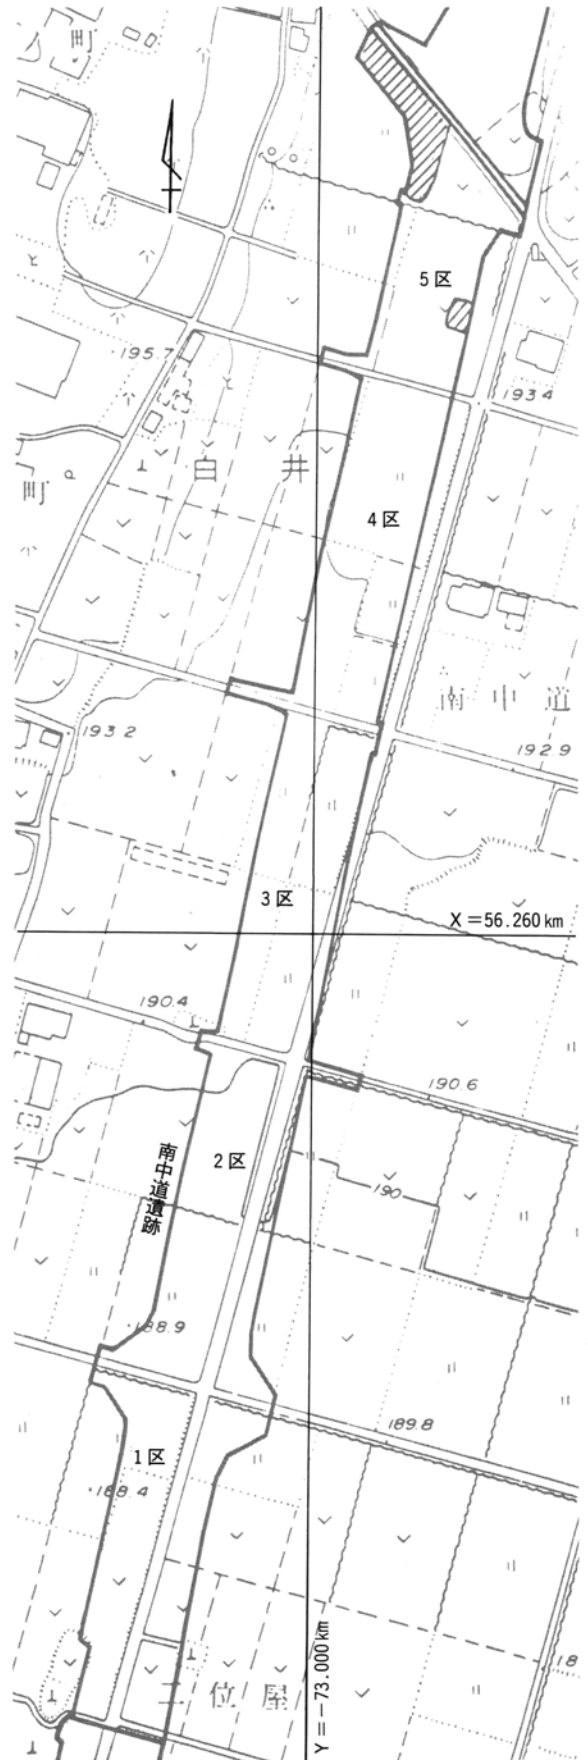 町
5区
195.7
193.4
白井
町
4区
南中道
193.2
192.9
3区
X＝56.260km
190.4
190.6
2区
南中道遺跡
190
188.9
189.8
1区
188.4
二位屋
18
Y＝－73.000km